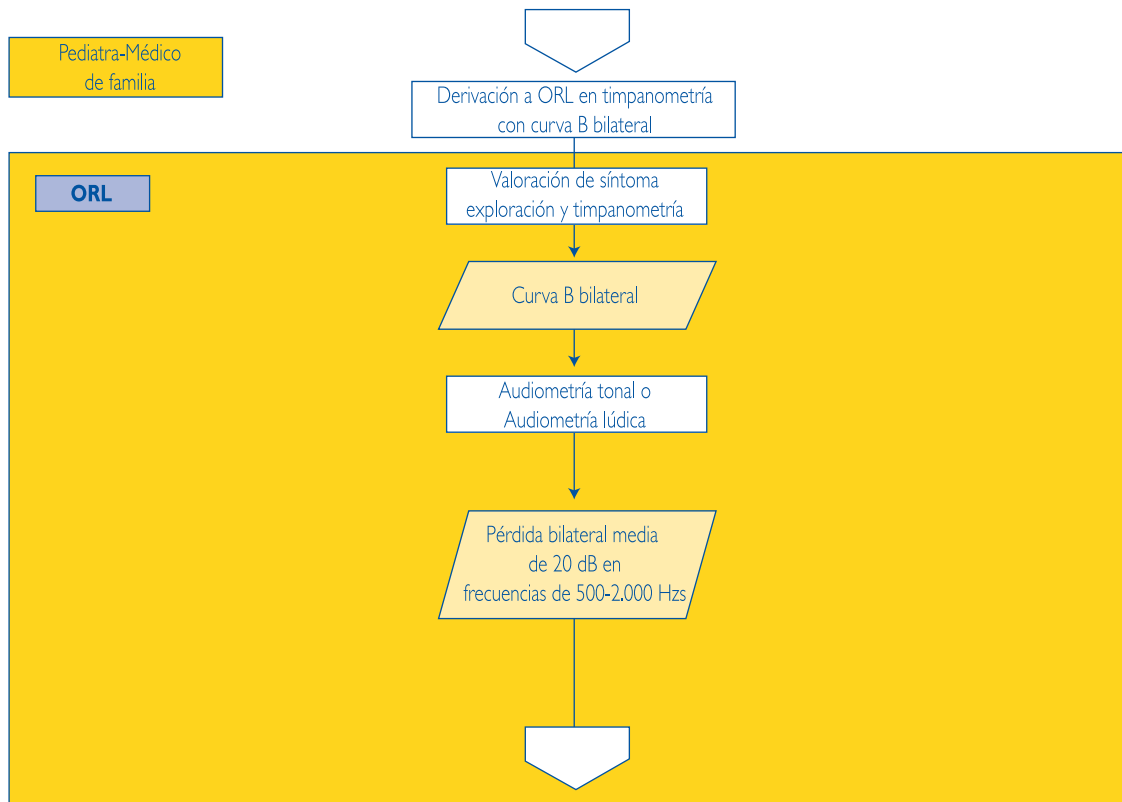 Pediatra-Médico
de familia
Derivación a ORL en timpanometría
con curva B bilateral
ORL
Valoración de síntoma
exploración y timpanometría
Curva B bilateral
Audiometría tonal o
Audiometría lúdica
Pérdida bilateral media
de 20 dB en
frecuencias de 500-2.000 Hzs